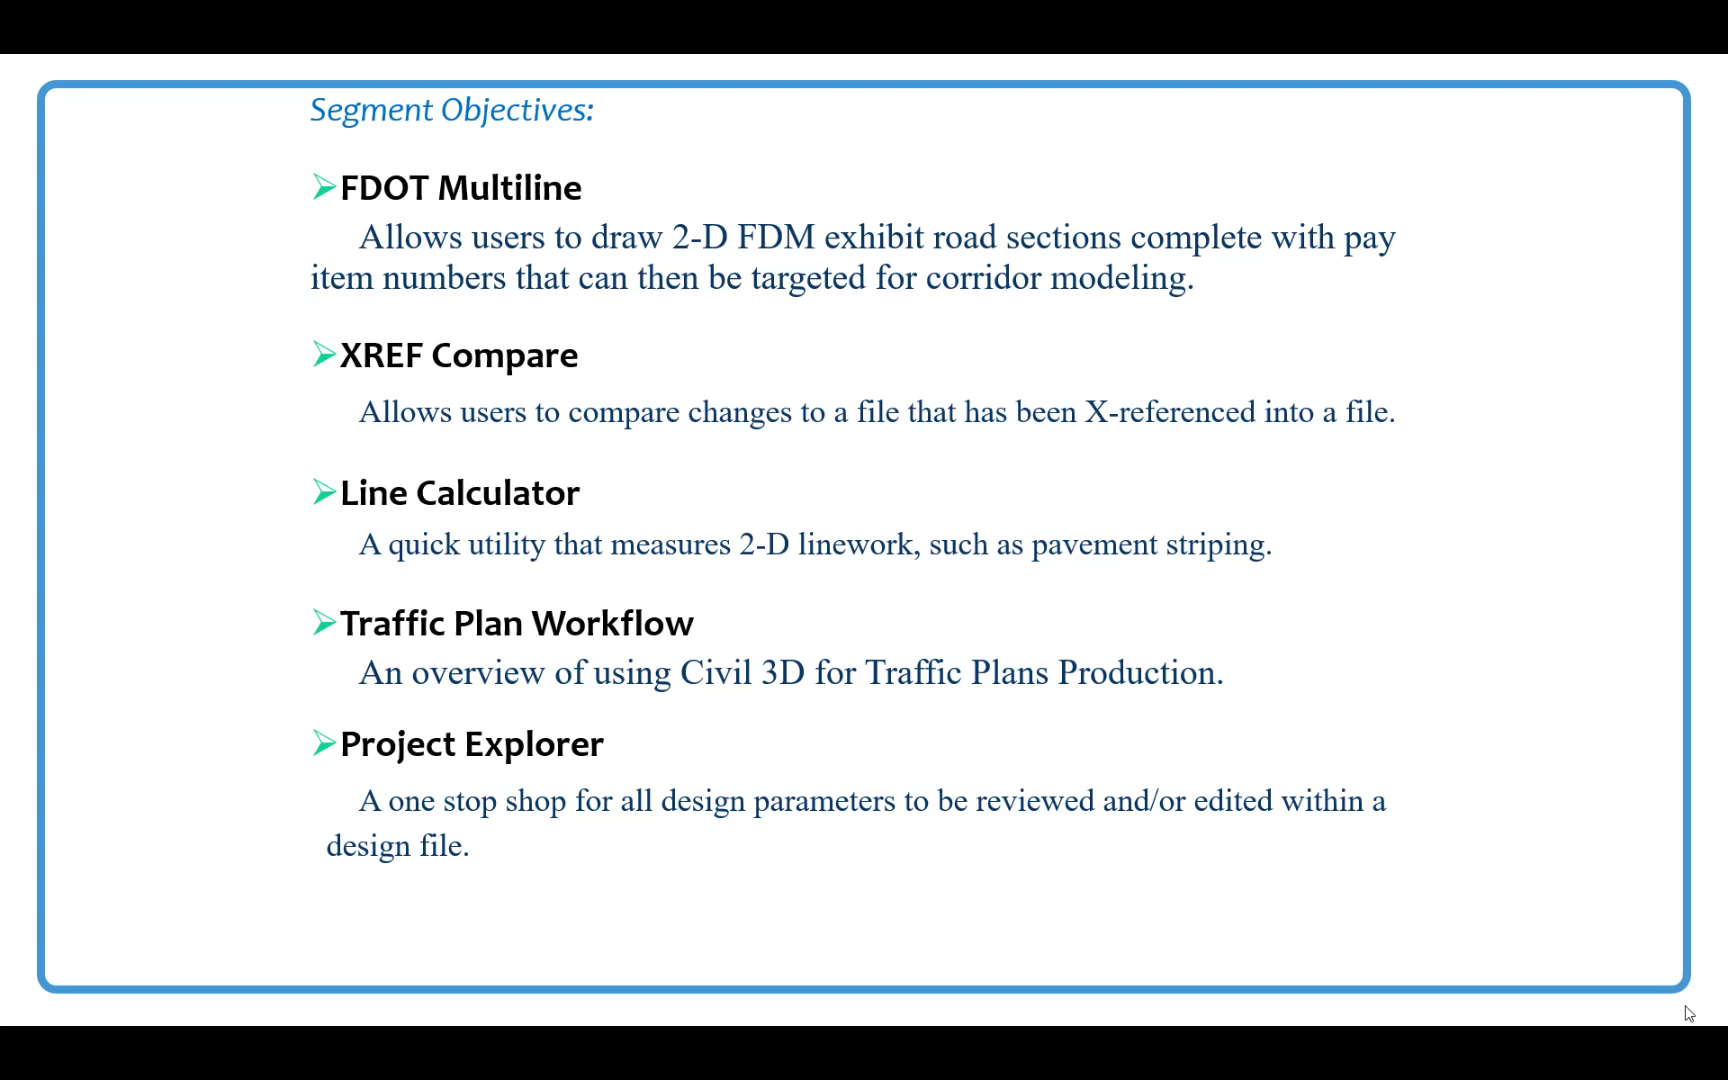 Segment Objectives:
FDOT Multiline
Allows users to draw 2-D FDM exhibit road sections complete with pay
item numbers that can then be targeted for corridor modeling.
XREF Compare
Allows users to compare changes to a file that has been X-referenced into a file.
Line Calculator
A quick utility that measures 2-D linework, such as pavement striping.
Traffic Plan Workflow
An overview of using Civil 3D for Traffic Plans Production.
Project Explorer
A one stop shop for all design parameters to be reviewed and/or edited within a
design file.